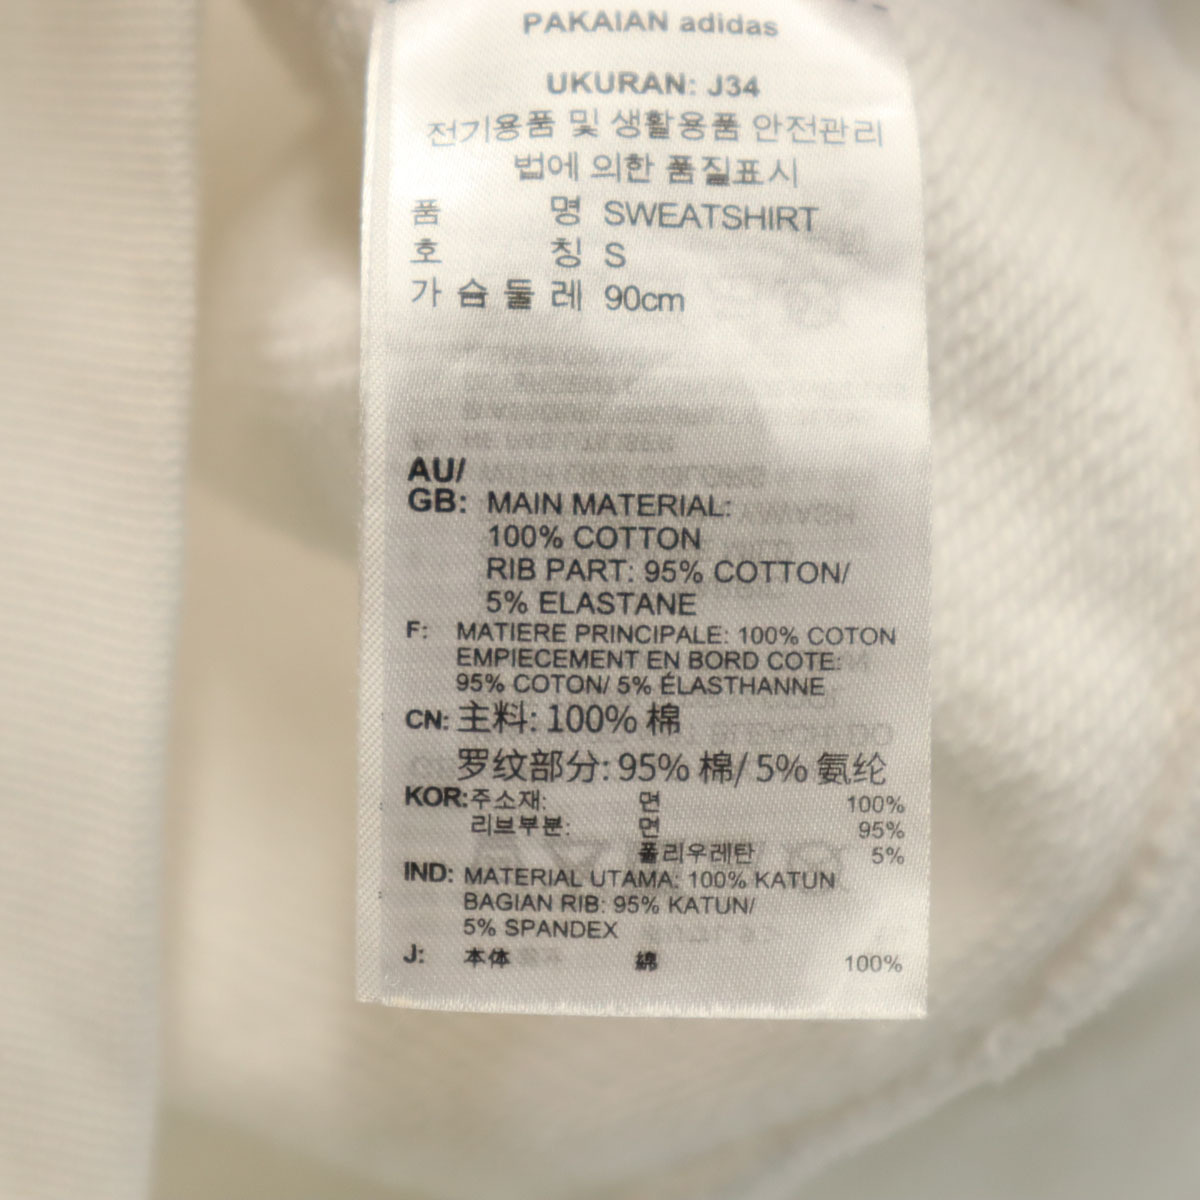 PAKAIAN adidas
UKURAN: J34
전기용품 및 생활용품 안전관리
법에 의한 품질표시
품 명 SWEATSHIRT
호 칭 S
가 슴 둘 레 90cm
AU/
GB: MAIN MATERIAL:
100% COTTON
RIB PART: 95% COTTON/
5% ELASTANE
F: MATIERE PRINCIPALE: 100% COTON
EMPIECEMENT EN BORD COTE:
95% COTON/ 5% ÉLASTHANNE
CN: 主料: 100% 棉
罗纹部分: 95% 棉/ 5% 氨纶
KOR: 주소재: 면 100%
리브부분: 면 95%
폴리우레탄 5%
IND: MATERIAL UTAMA: 100% KATUN
BAGIAN RIB: 95% KATUN/
5% SPANDEX
J: 本体 綿 100%